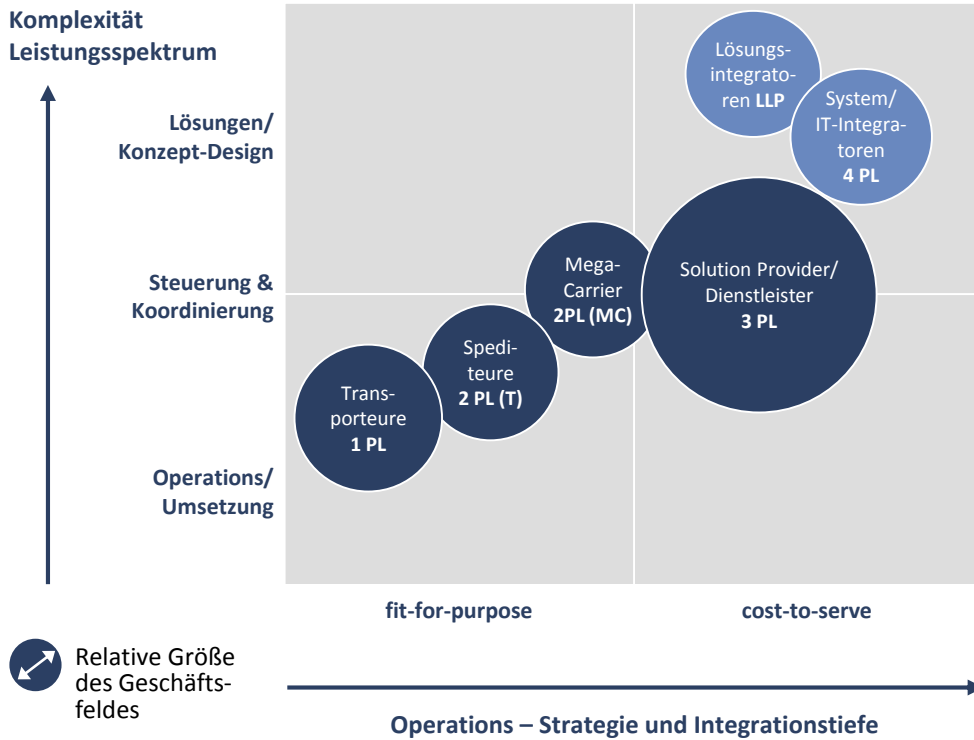 Komplexität
Leistungsspektrum
Lösungen/
Konzept-Design
Steuerung &
Koordinierung
Operations/
Umsetzung
Lösungs-
integrato-
ren LLP
System/
IT-Integra-
toren
4 PL
Mega-
Carrier
2PL (MC)
Solution Provider/
Dienstleister
3 PL
Spedi-
teure
2 PL (T)
Trans-
porteure
1 PL
fit-for-purpose
cost-to-serve
Relative Größe
des Geschäfts-
feldes
Operations – Strategie und Integrationstiefe